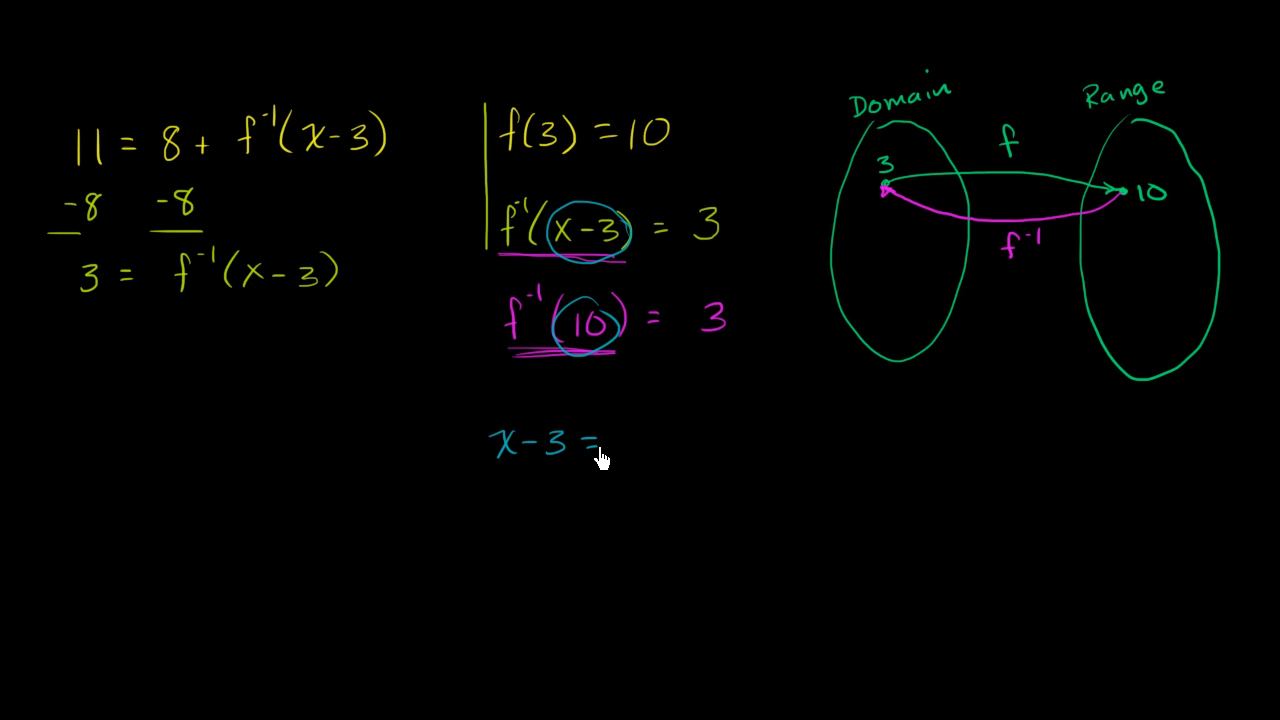 11 = 8 + f⁻¹(x-3)
-8 -8
3 = f⁻¹(x-3)
f(3) = 10
f⁻¹(x-3) = 3
f⁻¹(10) = 3
x-3 =
Domain
Range
f
3
10
f⁻¹